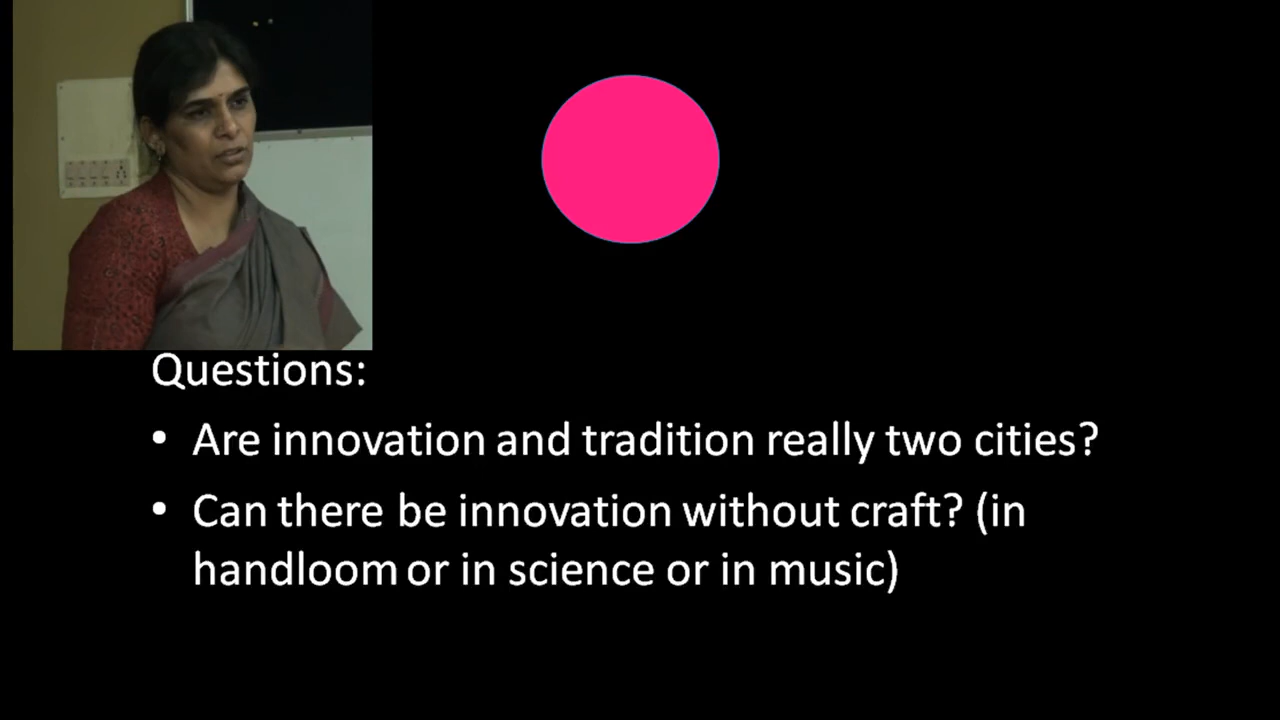 Questions:
• Are innovation and tradition really two cities?
• Can there be innovation without craft? (in
handloom or in science or in music)